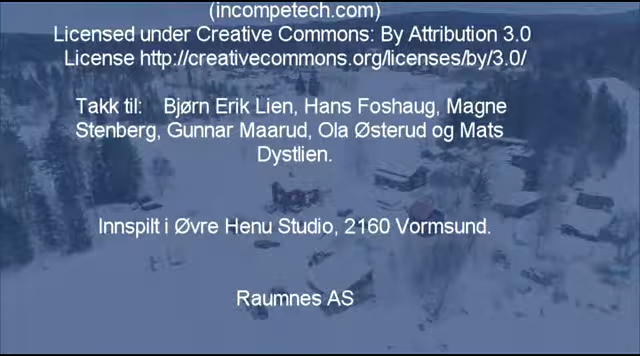 (incompetech.com)
Licensed under Creative Commons: By Attribution 3.0
License http://creativecommons.org/licenses/by/3.0/
Takk til: Bjørn Erik Lien, Hans Foshaug, Magne
Stenberg, Gunnar Maarud, Ola Østerud og Mats
Dystlien.
Innspilt i Øvre Henu Studio, 2160 Vormsund.
Raumnes AS